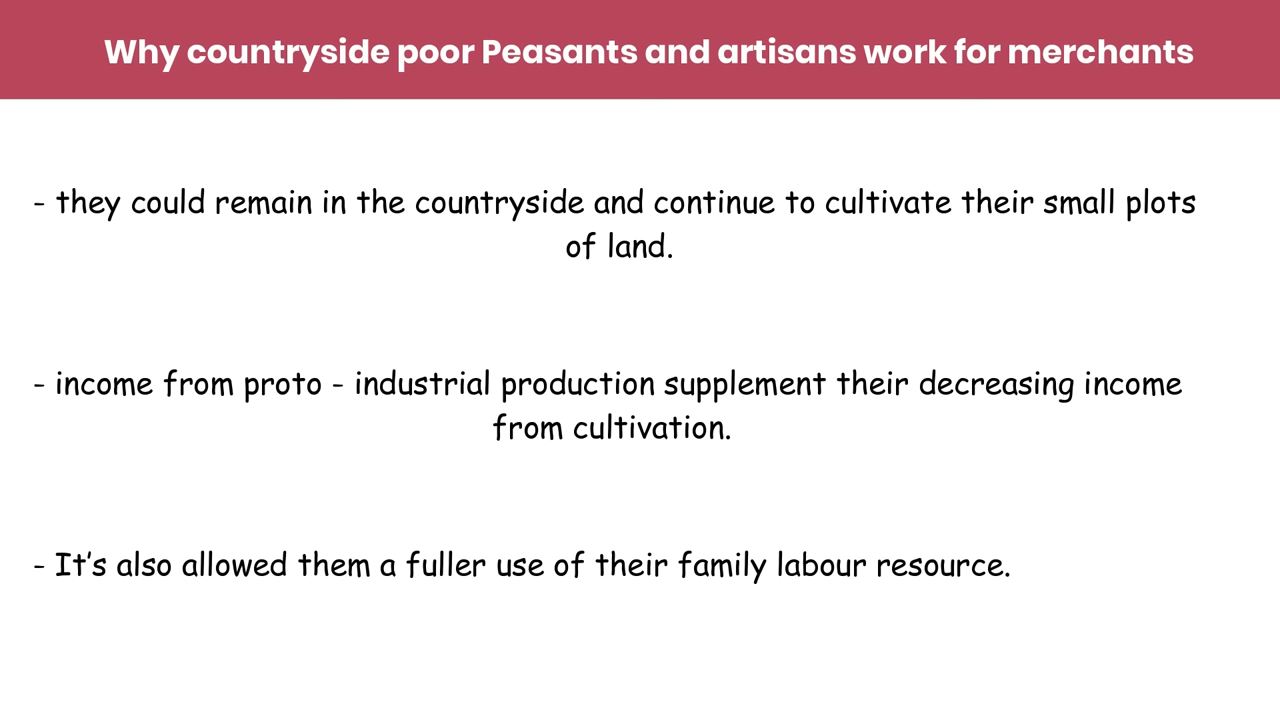 Why countryside poor Peasants and artisans work for merchants
- they could remain in the countryside and continue to cultivate their small plots
of land.
- income from proto - industrial production supplement their decreasing income
from cultivation.
- It’s also allowed them a fuller use of their family labour resource.